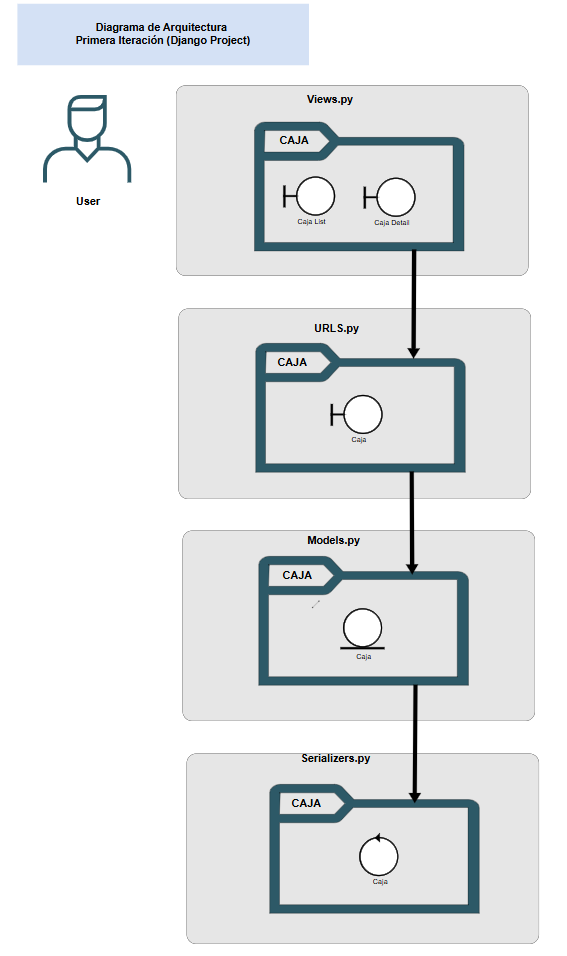 Diagrama de Arquitectura
Primera Iteración (Django Project)
User
Views.py
CAJA
Caja List
Caja Detail
URLS.py
CAJA
Caja
Models.py
CAJA
Caja
Serializers.py
CAJA
Caja